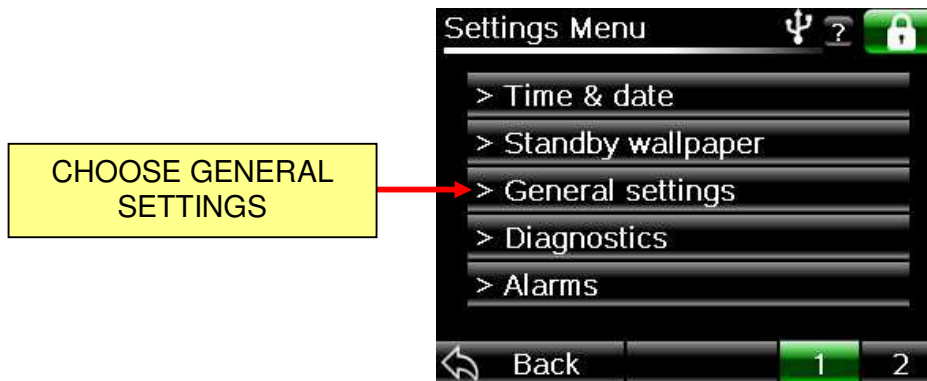 Settings Menu ?
> Time & date
> Standby wallpaper
CHOOSE GENERAL
SETTINGS
> General settings
> Diagnostics
> Alarms
Back 1 2